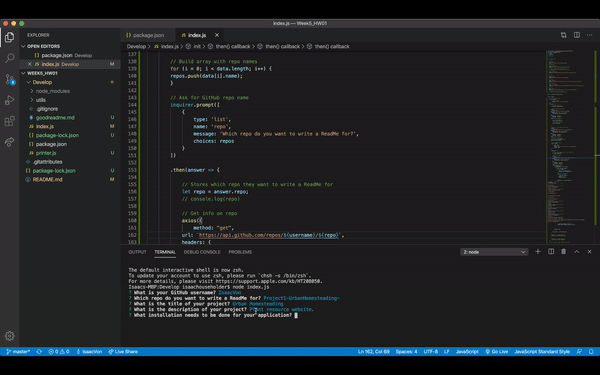 index.js — Week5_HW01
EXPLORER
OPEN EDITORS
package.json Develop
index.js Develop M
WEEK5_HW01
Develop
node_modules
utils
.gitignore
goodreadme.md U
index.js M
package-lock.json U
package.json
printer.js U
.gitattributes
package-lock.json U
README.md M
package.json
index.js
Develop > index.js > init > then() callback > then() callback > then() callback
137
138 // Build array with repo names
139 for (i = 0; i < data.length; i++) {
140 repos.push(data[i].name);
141 }
142
143 // Ask for GitHub repo name
144 inquirer.prompt([
145 {
146 type: 'list',
147 name: 'repo',
148 message: "Which repo do you want to write a ReadMe for?",
149 choices: repos
150 }
151 ])
152
153 .then(answer => {
154
155 // Stores which repo they want to write a ReadMe for
156 let repo = answer.repo;
157 // console.log(repo)
158
159 // Get info on repo
160 axios({
161 method: "get",
162 url: `https://api.github.com/repos/${username}/${repo}`,
163 headers: {
OUTPUT TERMINAL DEBUG CONSOLE PROBLEMS
2: node
The default interactive shell is now zsh.
To update your account to use zsh, please run `chsh -s /bin/zsh`.
For more details, please visit https://support.apple.com/kb/HT208050.
Isaacs-MBP:Develop isaachouseholder$ node index.js
? What is your GitHub username? IsaacVon
? Which repo do you want to write a ReadMe for? Project1-UrbanHomesteading-
? What is the title of your project? Urban Homesteading
? What is the description of your project? Plant resource website.
? What installation needs to be done for your application?
master* 0 0 IsaacVon Live Share Ln 162, Col 69 Spaces: 4 UTF-8 LF JavaScript Go Live JavaScript Standard Style